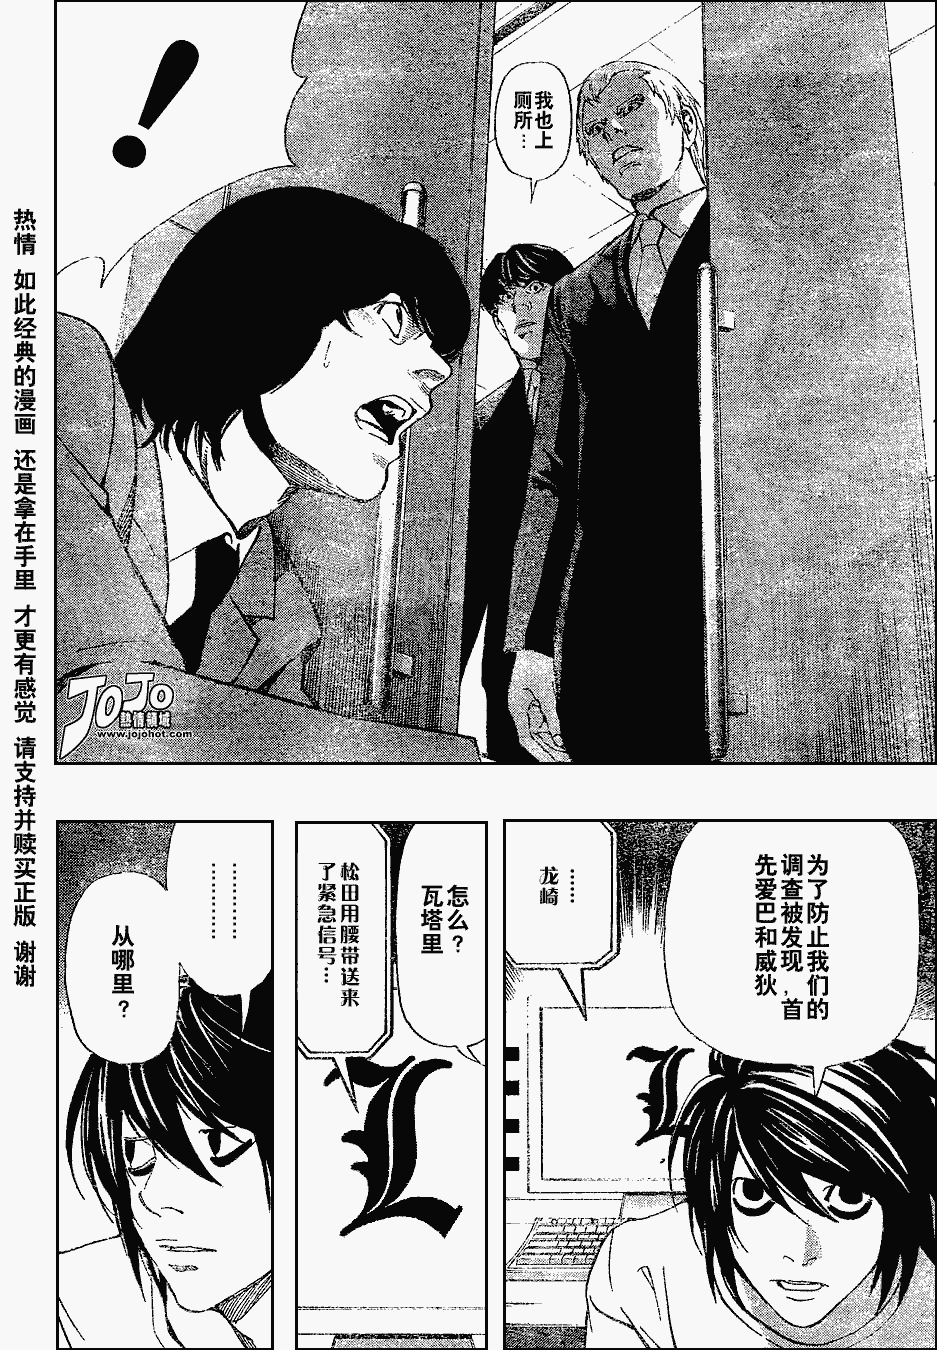 我也上
厕所…
热情 如此经典的漫画 还是拿在手里 才更有感觉 请支持并赎买正版 谢谢
JOJO
热情领域
www.jojohot.com
为了防止我们的
调查被发现,首
先爱巴和威狄
……
龙崎
怎么?
瓦塔里
松田用腰带送来
了紧急信号…
L
L
…………
从哪里?